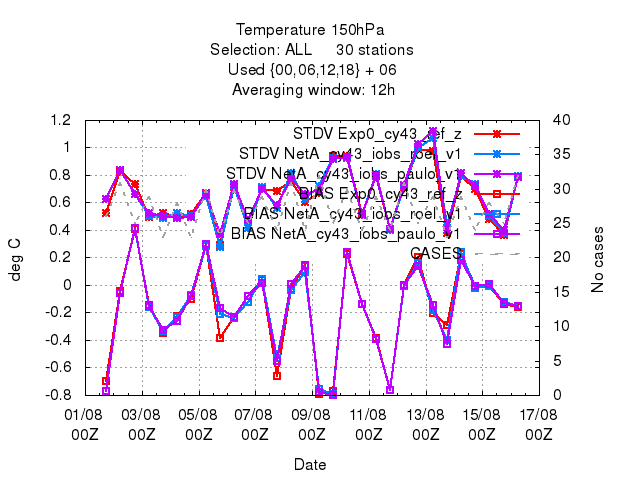 Temperature 150hPa
Selection: ALL     30 stations
Used {00,06,12,18} + 06
Averaging window: 12h
1.2
1
0.8
0.6
0.4
0.2
0
-0.2
-0.4
-0.6
-0.8
deg C
40
35
30
25
20
15
10
5
0
No cases
STDV Exp0_cy43_ref_z
STDV NetA_cy43_iobs_roel_v1
STDV NetA_cy43_iobs_paulo_v1
BIAS Exp0_cy43_ref_z
BIAS NetA_cy43_iobs_roel_v1
BIAS NetA_cy43_iobs_paulo_v1
CASES
01/08 03/08 05/08 07/08 09/08 11/08 13/08 15/08 17/08
00Z 00Z 00Z 00Z 00Z 00Z 00Z 00Z 00Z
Date